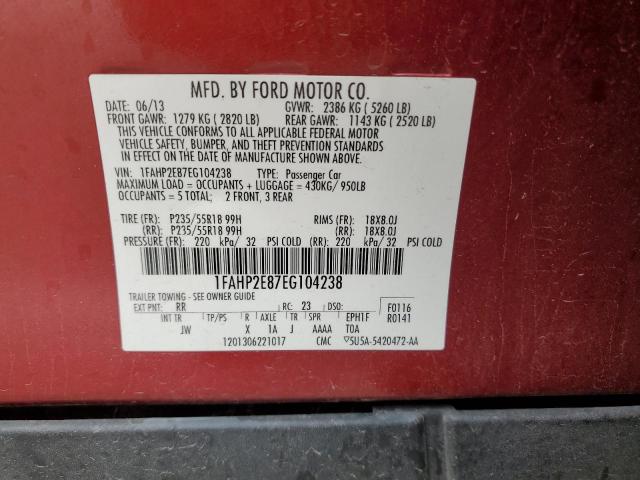 MFD. BY FORD MOTOR CO.
DATE: 06/13 GVWR: 2386 KG ( 5260 LB)
FRONT GAWR: 1279 KG ( 2820 LB) REAR GAWR: 1143 KG ( 2520 LB)
THIS VEHICLE CONFORMS TO ALL APPLICABLE FEDERAL MOTOR
VEHICLE SAFETY, BUMPER, AND THEFT PREVENTION STANDARDS
IN EFFECT ON THE DATE OF MANUFACTURE SHOWN ABOVE.
VIN: 1FAHP2E87EG104238 TYPE: Passenger Car
MAXIMUM LOAD = OCCUPANTS + LUGGAGE = 430KG/ 950LB
OCCUPANTS = 5 TOTAL; 2 FRONT, 3 REAR
TIRE (FR): P235/55R18 99H RIMS (FR): 18X8.0J
(RR): P235/55R18 99H (RR): 18X8.0J
PRESSURE (FR): 220 kPa/ 32 PSI COLD (RR): 220 kPa/ 32 PSI COLD
1FAHP2E87EG104238
TRAILER TOWING - SEE OWNER GUIDE
EXT PNT: RR RC: 23 DSO: F0116
INT TR TP/PS R AXLE TR SPR EPH1F R0141
JW X 1A J AAAA TOA
1201306221017 CMC 5U5A-5420472-AA